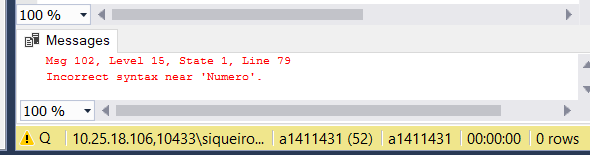 100 %
Messages
Msg 102, Level 15, State 1, Line 79
Incorrect syntax near 'Numero'.
100 %
Q 10.25.18.106,10433\siqueiro... a1411431 (52) a1411431 00:00:00 0 rows